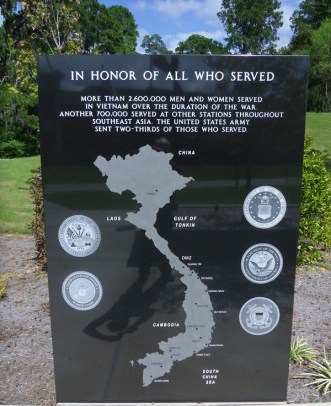 IN HONOR OF ALL WHO SERVED
MORE THAN 2,600,000 MEN AND WOMEN SERVED
IN VIETNAM OVER THE DURATION OF THE WAR.
ANOTHER 700,000 SERVED AT OTHER STATIONS THROUGHOUT
SOUTHEAST ASIA. THE UNITED STATES ARMY
SENT TWO-THIRDS OF THOSE WHO SERVED.
CHINA
LAOS
GULF OF
TONKIN
DMZ
CAMBODIA
SOUTH
CHINA
SEA